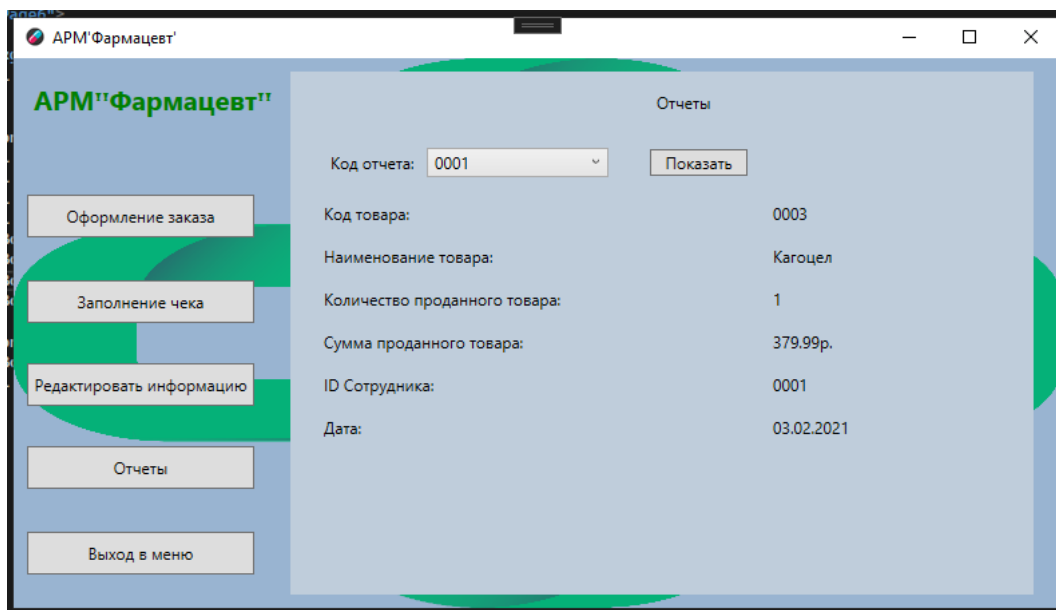 age6">
АРМ'Фармацевт'
АРМ"Фармацевт"
Оформление заказа
Заполнение чека
Редактировать информацию
Отчеты
Выход в меню
Отчеты
Код отчета: 0001 Показать
Код товара: 0003
Наименование товара: Кагоцел
Количество проданного товара: 1
Сумма проданного товара: 379.99р.
ID Сотрудника: 0001
Дата: 03.02.2021